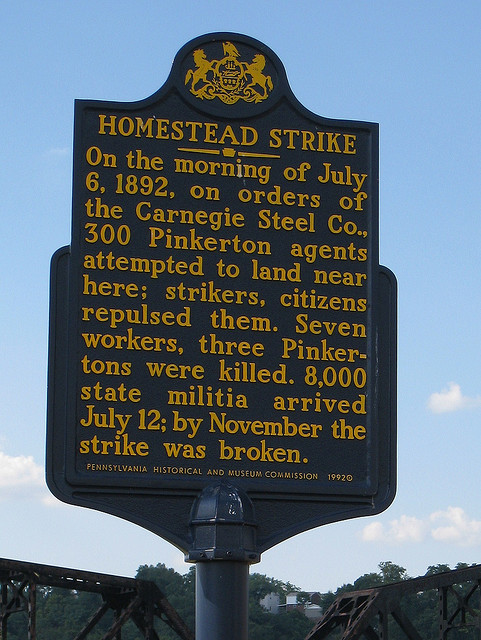 HOMESTEAD STRIKE
On the morning of July
6, 1892, on orders of
the Carnegie Steel Co.,
300 Pinkerton agents
attempted to land near
here; strikers, citizens
repulsed them. Seven
workers, three Pinker-
tons were killed. 8,000
state militia arrived
July 12; by November the
strike was broken.
PENNSYLVANIA HISTORICAL AND MUSEUM COMMISSION 1992